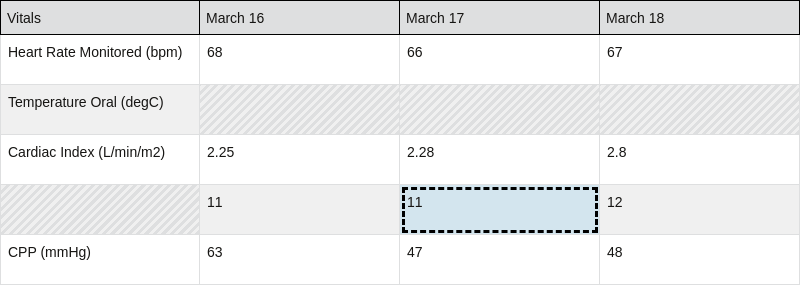 Vitals March 16 March 17 March 18
Heart Rate Monitored (bpm) 68 66 67
Temperature Oral (degC)
Cardiac Index (L/min/m2) 2.25 2.28 2.8
11 11 12
CPP (mmHg) 63 47 48